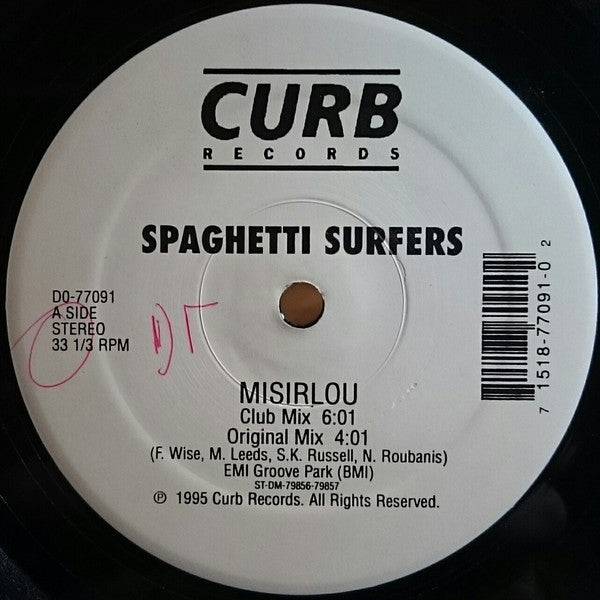 CURB
RECORDS
SPAGHETTI SURFERS
D0-77091
A SIDE
STEREO
33 1/3 RPM
7 1518-77091-0 2
MISIRLOU
Club Mix 6:01
Original Mix 4:01
(F. Wise, M. Leeds, S.K. Russell, N. Roubanis)
EMI Groove Park (BMI)
ST-DM-79856-79857
℗ 1995 Curb Records. All Rights Reserved.